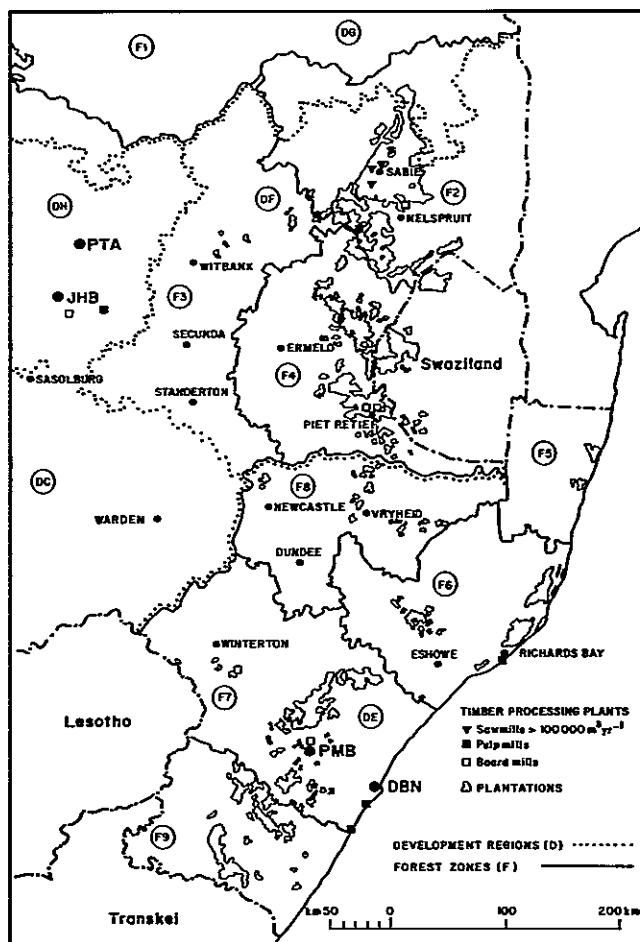 F1
DG
SABIE
F2
DH
DF
NELSPRUIT
PTA
WITBANK
JHB
F3
SECUNDA
ERMELO
Swaziland
SASOLBURG
F4
STANDERTON
PIET RETIEF
F5
DG
F8
NEWCASTLE
VRYHEID
WARDEN
DUNDEE
F6
WINTERTON
ESHOWE
RICHARDS BAY
F7
Lesotho
DE
TIMBER PROCESSING PLANTS
Sawmills > 100 000 m³ yr⁻¹
Pulp mills
PMB
Board mills
DBN
PLANTATIONS
F9
DEVELOPMENT REGIONS (D)
FOREST ZONES (F)
Transkei
km 50 0 100 200 km